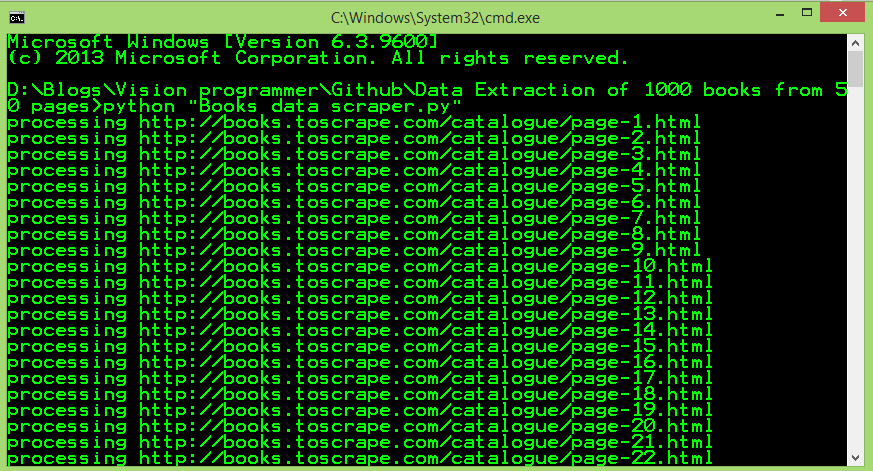 C:\Windows\System32\cmd.exe
Microsoft Windows [Version 6.3.9600]
(c) 2013 Microsoft Corporation. All rights reserved.
D:\Blogs\Vision programmer\Github\Data Extraction of 1000 books from 5
0 pages>python "Books data scraper.py"
processing http://books.toscrape.com/catalogue/page-1.html
processing http://books.toscrape.com/catalogue/page-2.html
processing http://books.toscrape.com/catalogue/page-3.html
processing http://books.toscrape.com/catalogue/page-4.html
processing http://books.toscrape.com/catalogue/page-5.html
processing http://books.toscrape.com/catalogue/page-6.html
processing http://books.toscrape.com/catalogue/page-7.html
processing http://books.toscrape.com/catalogue/page-8.html
processing http://books.toscrape.com/catalogue/page-9.html
processing http://books.toscrape.com/catalogue/page-10.html
processing http://books.toscrape.com/catalogue/page-11.html
processing http://books.toscrape.com/catalogue/page-12.html
processing http://books.toscrape.com/catalogue/page-13.html
processing http://books.toscrape.com/catalogue/page-14.html
processing http://books.toscrape.com/catalogue/page-15.html
processing http://books.toscrape.com/catalogue/page-16.html
processing http://books.toscrape.com/catalogue/page-17.html
processing http://books.toscrape.com/catalogue/page-18.html
processing http://books.toscrape.com/catalogue/page-19.html
processing http://books.toscrape.com/catalogue/page-20.html
processing http://books.toscrape.com/catalogue/page-21.html
processing http://books.toscrape.com/catalogue/page-22.html